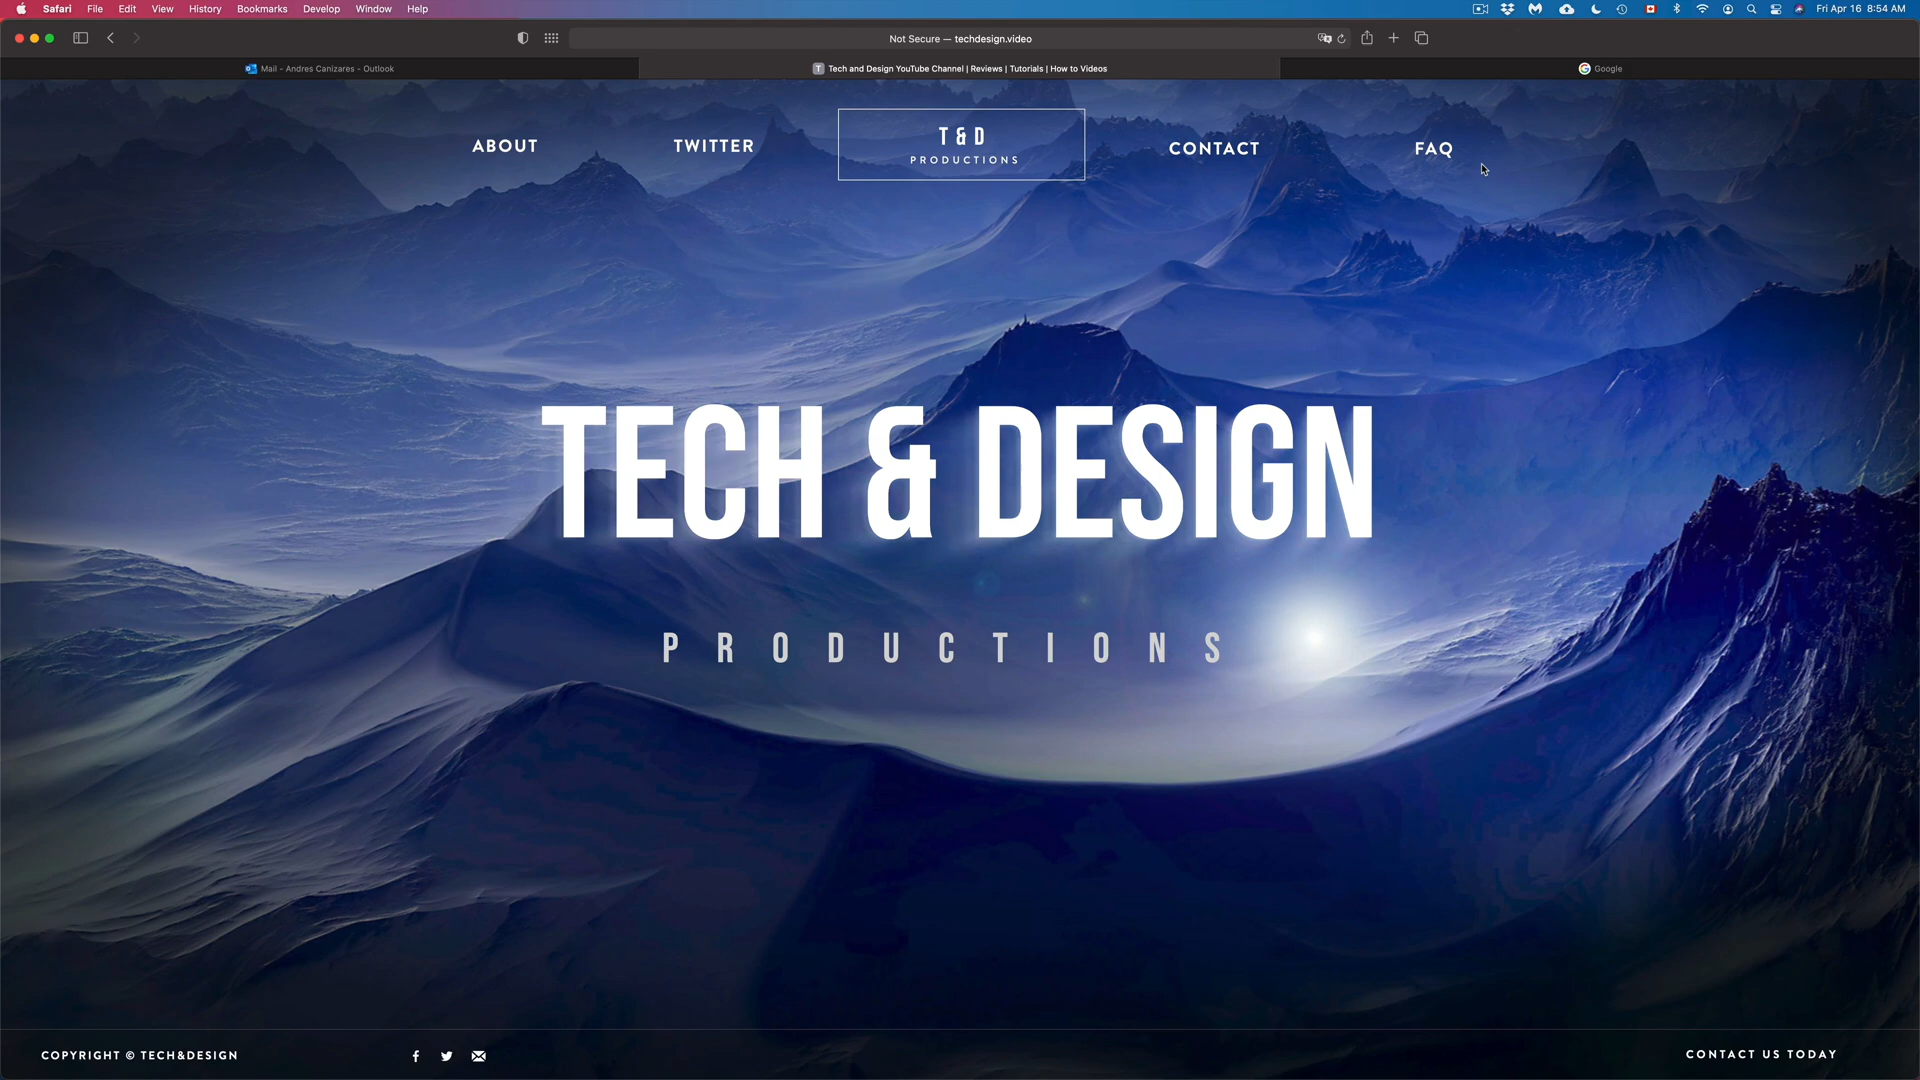 Safari File Edit View History Bookmarks Develop Window Help Fri Apr 16 8:54 AM
Not Secure — techdesign.video
Mail - Andres Canizares - Outlook
T Tech and Design YouTube Channel | Reviews | Tutorials | How to Videos
G Google
ABOUT TWITTER
T & D
PRODUCTIONS
CONTACT FAQ
TECH & DESIGN
PRODUCTIONS
COPYRIGHT © TECH&DESIGN
CONTACT US TODAY